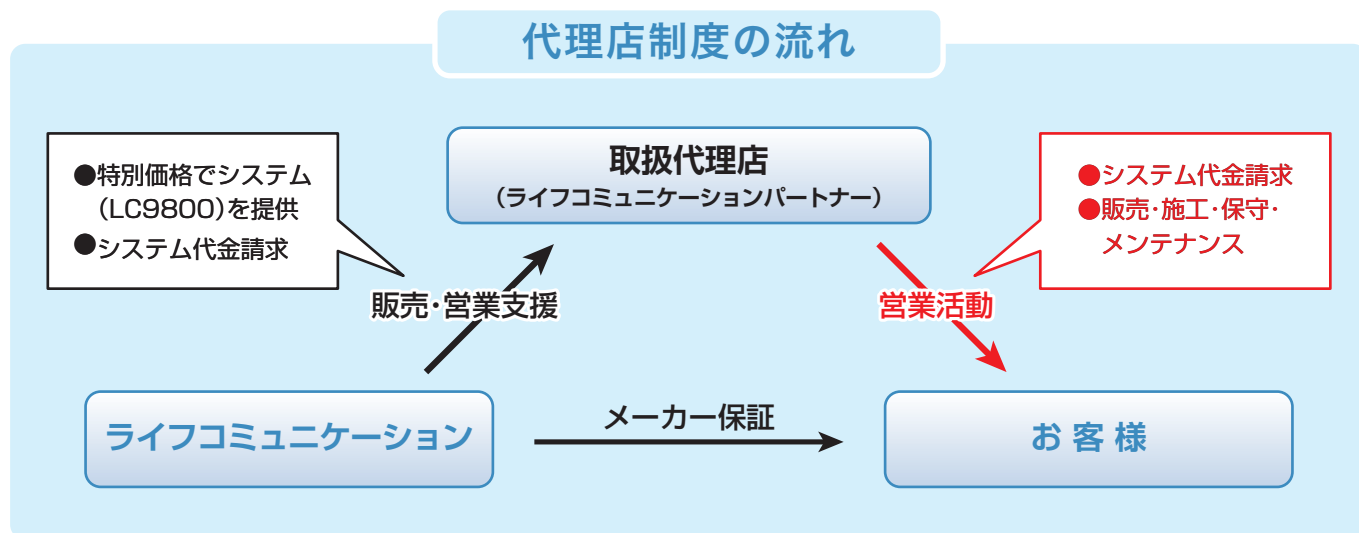 代理店制度の流れ
●特別価格でシステム
(LC9800)を提供
●システム代金請求
取扱代理店
(ライフコミュニケーションパートナー)
●システム代金請求
●販売・施工・保守・
メンテナンス
販売・営業支援
営業活動
ライフコミュニケーション
メーカー保証
お客様